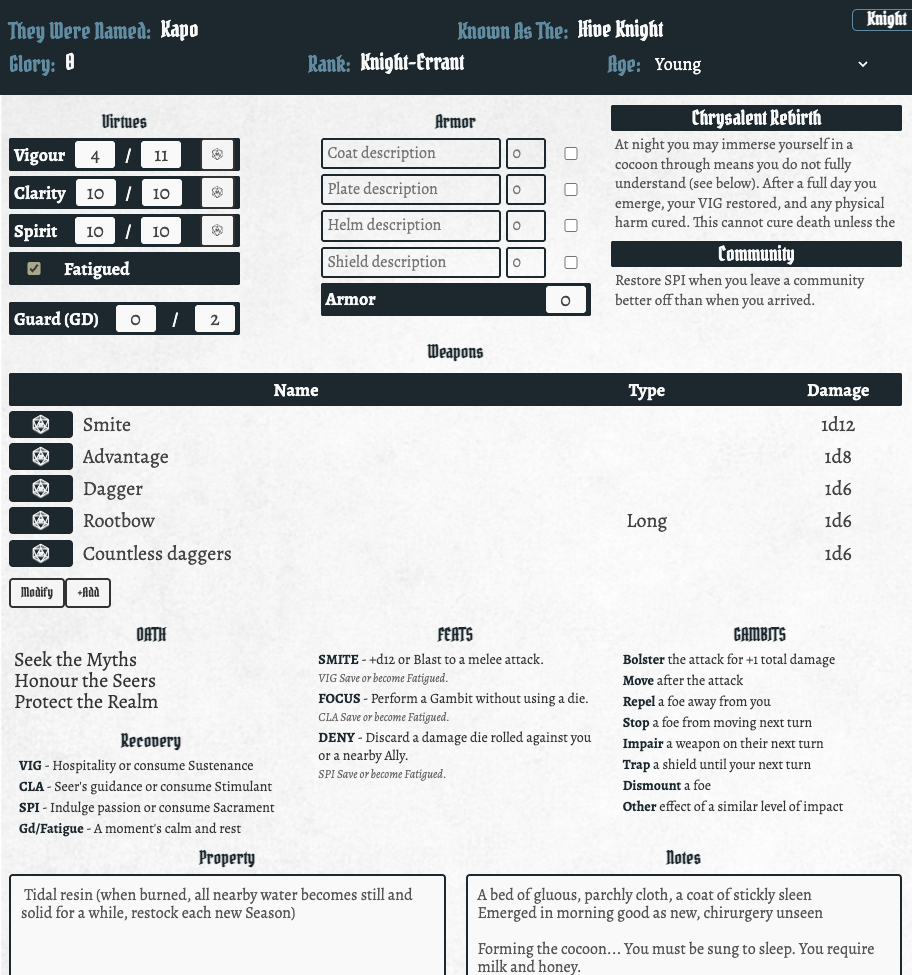 They Were Named: Kapo
Known As The: Hive Knight
Knight
Glory: 0
Rank: Knight-Errant
Age: Young
Virtues
Vigour 4 / 11
Clarity 10 / 10
Spirit 10 / 10
Fatigued
Guard (GD) 0 / 2
Armor
Coat description 0
Plate description 0
Helm description 0
Shield description 0
Armor 0
Chrysalent Rebirth
At night you may immerse yourself in a
cocoon through means you do not fully
understand (see below). After a full day you
emerge, your VIG restored, and any physical
harm cured. This cannot cure death unless the
Community
Restore SPI when you leave a community
better off than when you arrived.
Weapons
Name Type Damage
Smite 1d12
Advantage 1d8
Dagger 1d6
Rootbow Long 1d6
Countless daggers 1d6
Modify +Add
OATH
Seek the Myths
Honour the Seers
Protect the Realm
Recovery
VIG - Hospitality or consume Sustenance
CLA - Seer's guidance or consume Stimulant
SPI - Indulge passion or consume Sacrament
Gd/Fatigue - A moment's calm and rest
FEATS
SMITE - +d12 or Blast to a melee attack.
VIG Save or become Fatigued.
FOCUS - Perform a Gambit without using a die.
CLA Save or become Fatigued.
DENY - Discard a damage die rolled against you
or a nearby Ally.
SPI Save or become Fatigued.
GAMBITS
Bolster the attack for +1 total damage
Move after the attack
Repel a foe away from you
Stop a foe from moving next turn
Impair a weapon on their next turn
Trap a shield until your next turn
Dismount a foe
Other effect of a similar level of impact
Property
Tidal resin (when burned, all nearby water becomes still and
solid for a while, restock each new Season)
Notes
A bed of gluous, parchly cloth, a coat of stickly sleen
Emerged in morning good as new, chirurgery unseen
Forming the cocoon... You must be sung to sleep. You require
milk and honey.